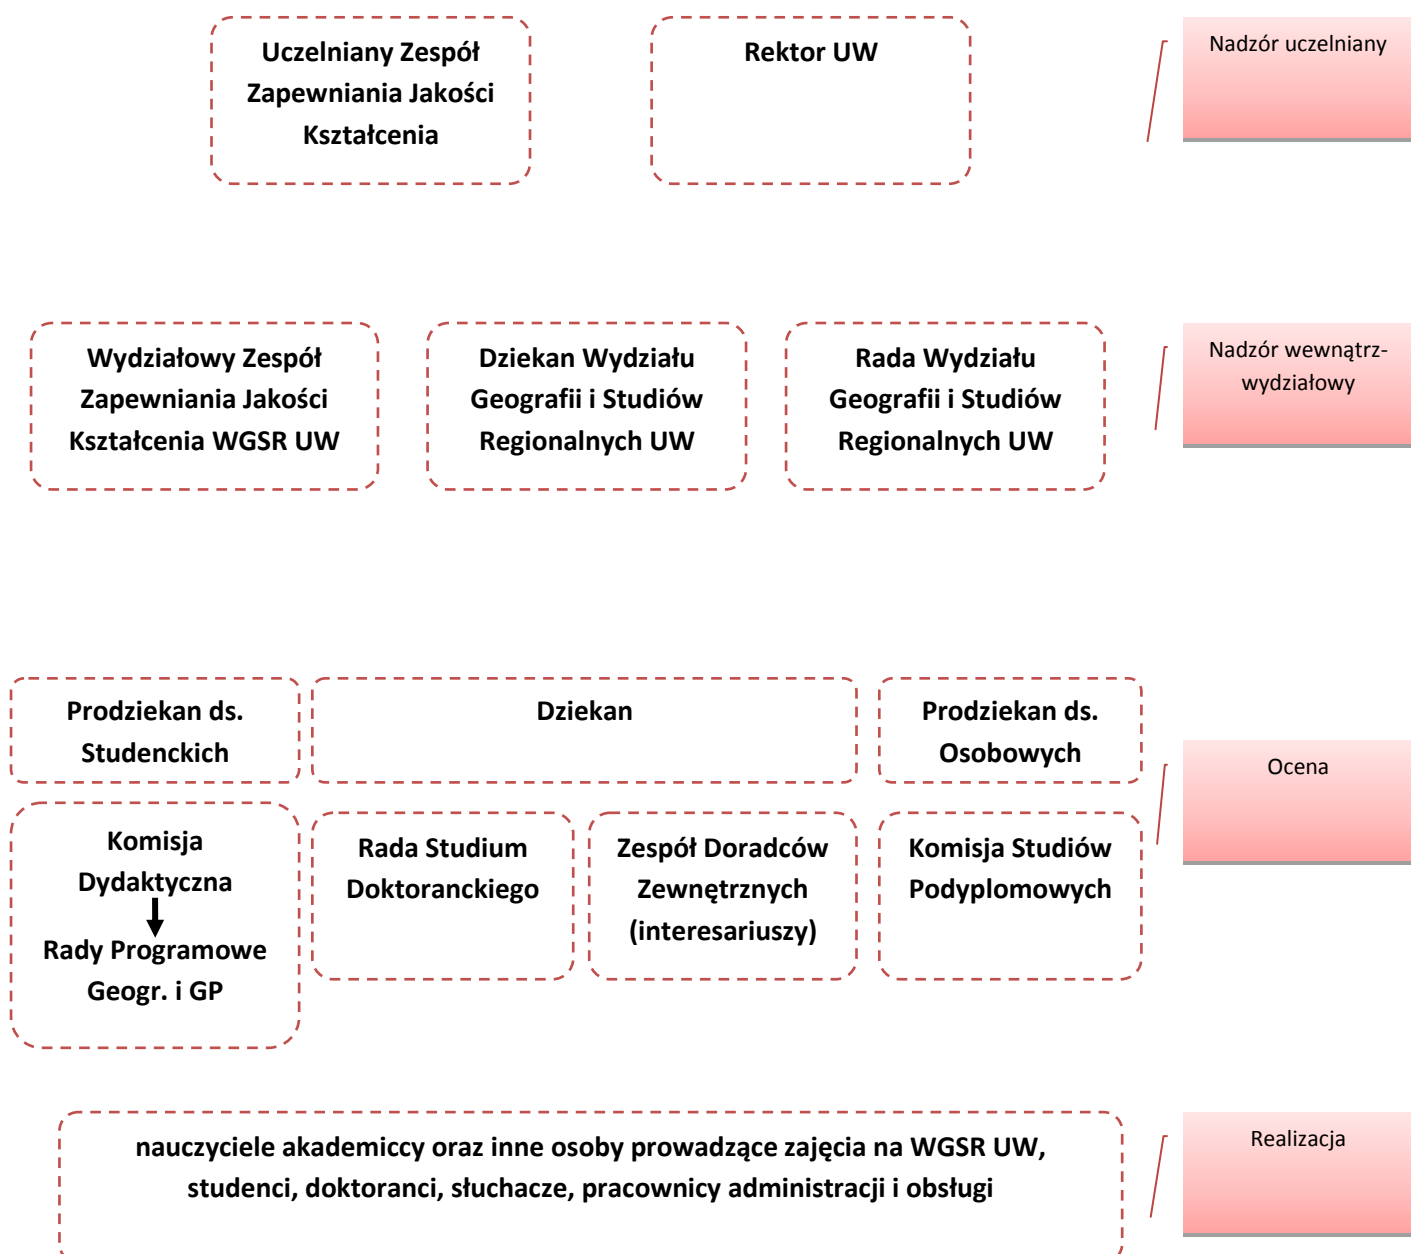 Uczelniany Zespół
Zapewniania Jakości
Kształcenia
Rektor UW
Nadzór uczelniany
Wydziałowy Zespół
Zapewniania Jakości
Kształcenia WGSR UW
Dziekan Wydziału
Geografii i Studiów
Regionalnych UW
Rada Wydziału
Geografii i Studiów
Regionalnych UW
Nadzór wewnątrz-
wydziałowy
Prodziekan ds.
Studenckich
Dziekan
Prodziekan ds.
Osobowych
Ocena
Komisja
Dydaktyczna
Rady Programowe
Geogr. i GP
Rada Studium
Doktoranckiego
Zespół Doradców
Zewnętrznych
(interesariuszy)
Komisja Studiów
Podyplomowych
nauczyciele akademiccy oraz inne osoby prowadzące zajęcia na WGSR UW,
studenci, doktoranci, słuchacze, pracownicy administracji i obsługi
Realizacja